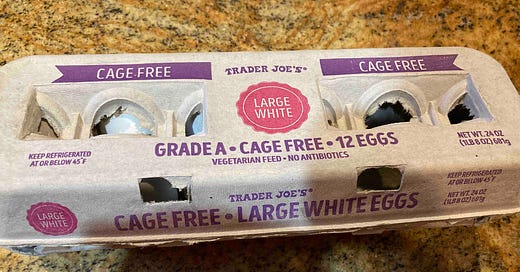 CAGE-FREE
TRADER JOE'S®
CAGE FREE
LARGE
WHITE
GRADE A • CAGE FREE • 12 EGGS
VEGETARIAN FEED • NO ANTIBIOTICS
KEEP REFRIGERATED
AT OR BELOW 45°F
NET WT. 24 OZ
(1LB 8 OZ) 681g
TRADER JOE'S®
CAGE FREE • LARGE WHITE EGGS
LARGE
WHITE
KEEP REFRIGERATED
AT OR BELOW 45°F
NET WT. 24 OZ
(1LB 8 OZ) 681g